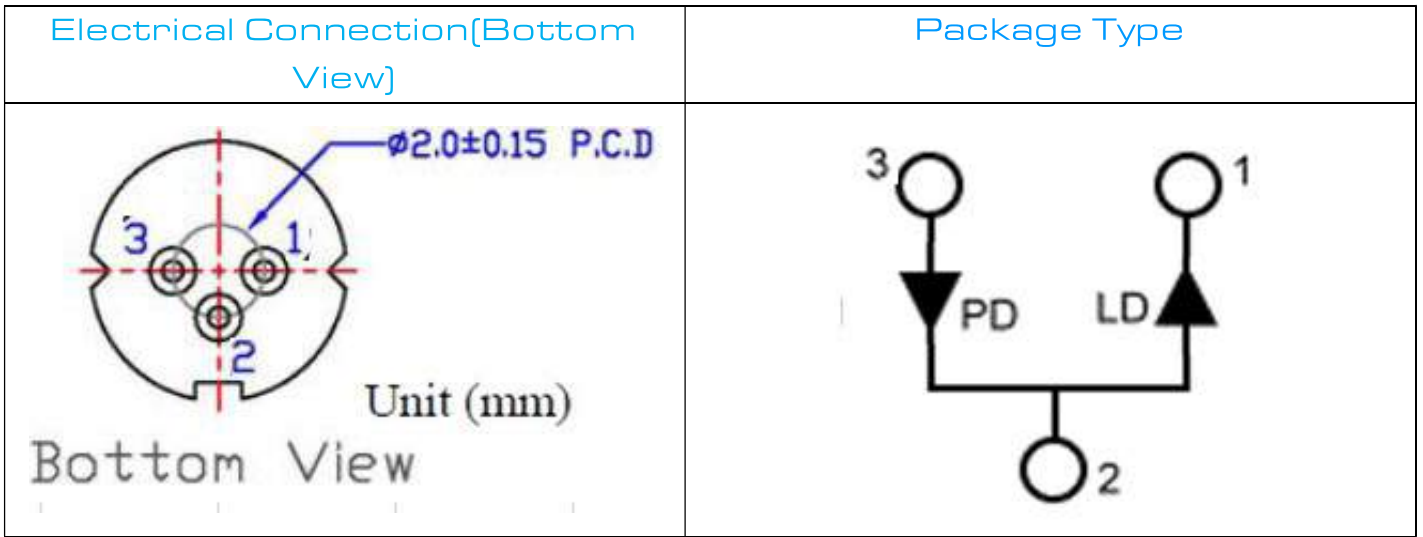 Electrical Connection(Bottom
View)
Package Type
ø2.0±0.15 P.C.D
3
1
2
Unit (mm)
Bottom View
3
1
PD
LD
2